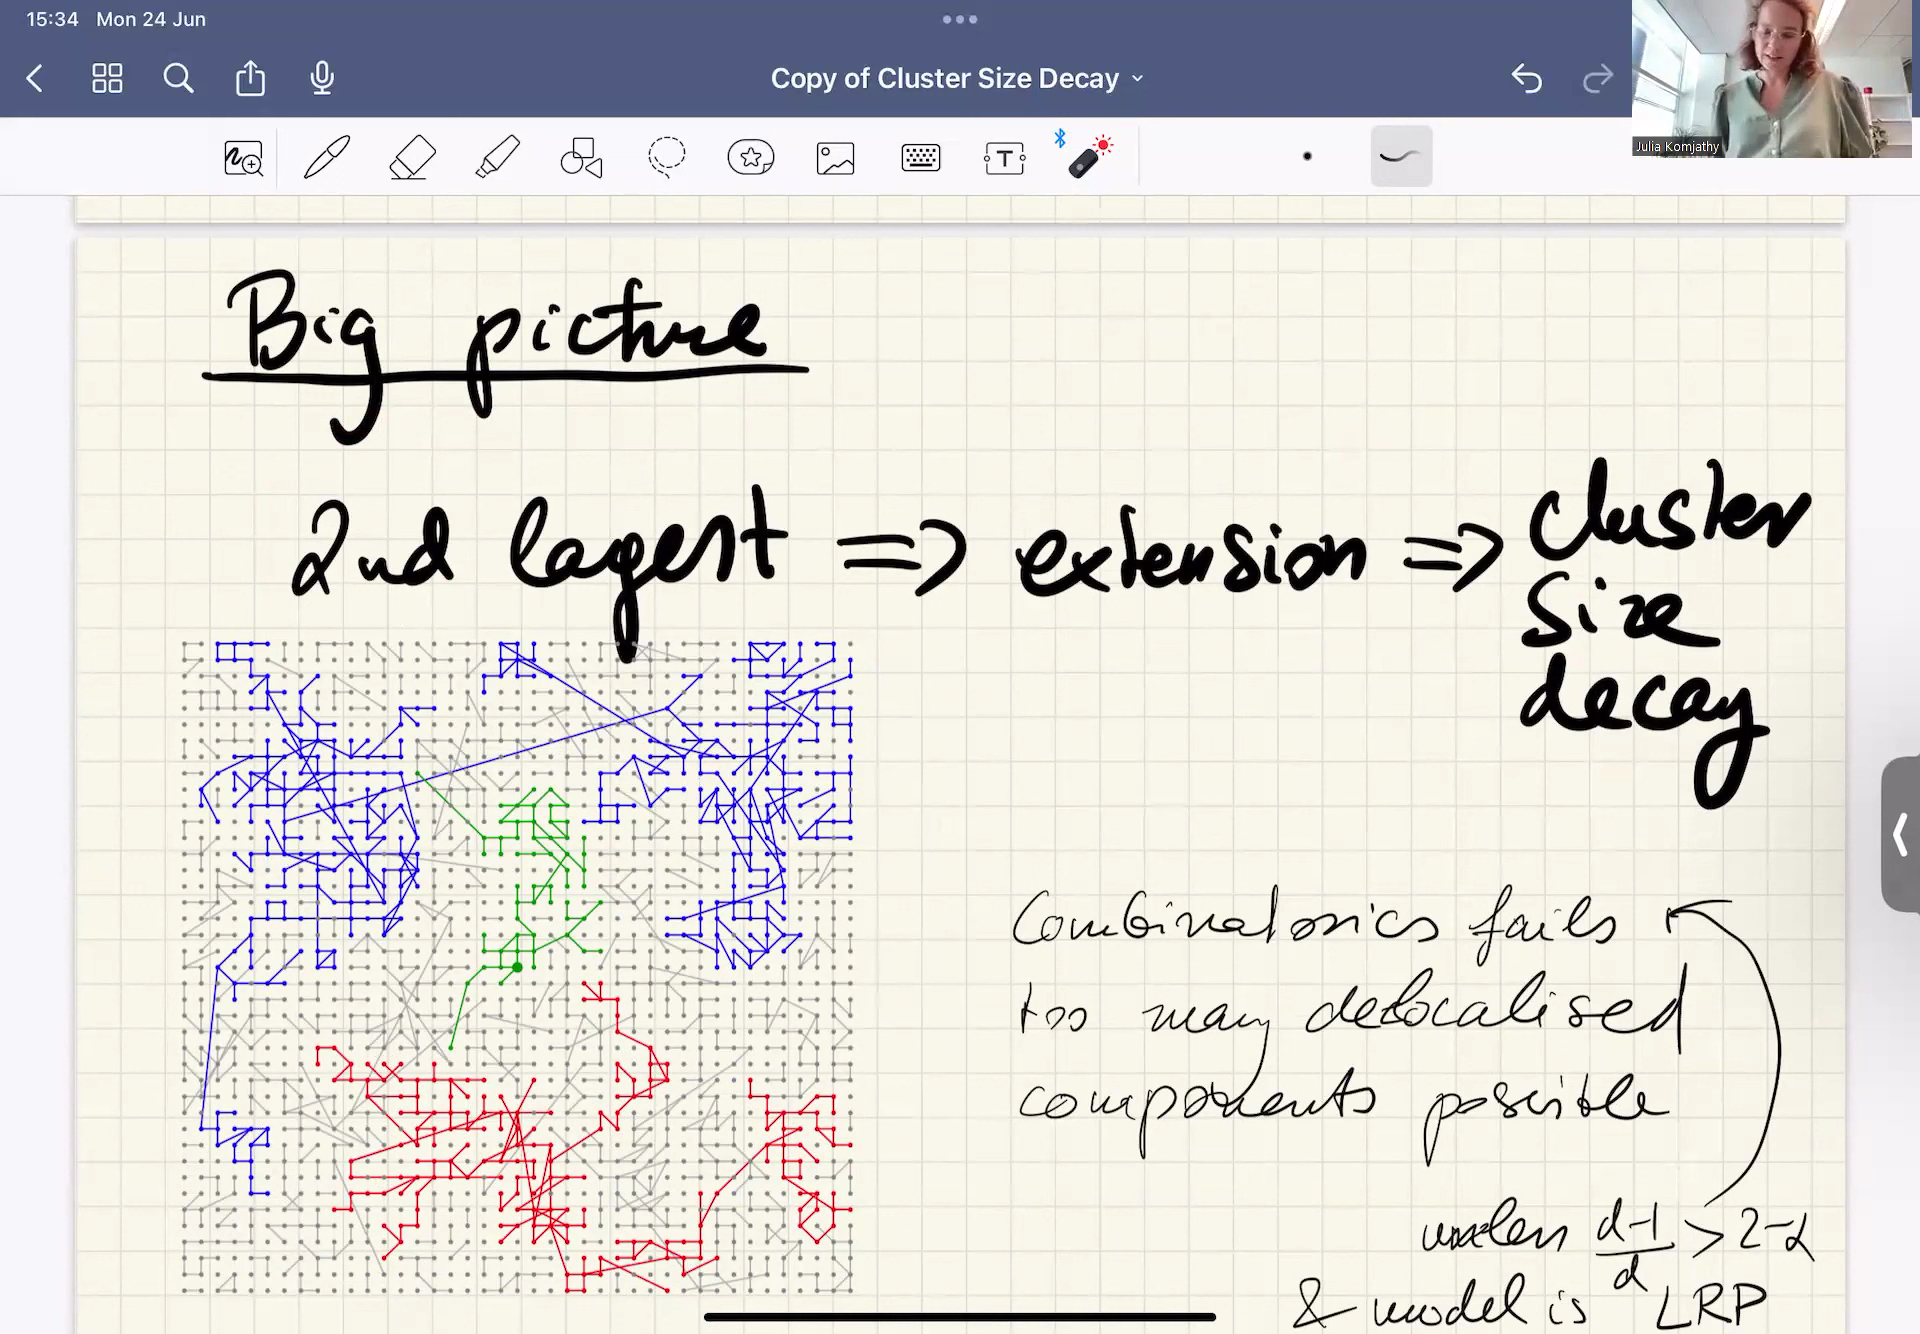 15:34 Mon 24 Jun
Copy of Cluster Size Decay
T
Julia Komjathy
Big picture
2nd lagest => extension => cluster
size
decay
Combinatorics fails
too many delocalised
components possible
unless d-1/d > 2-α
& model is LRP